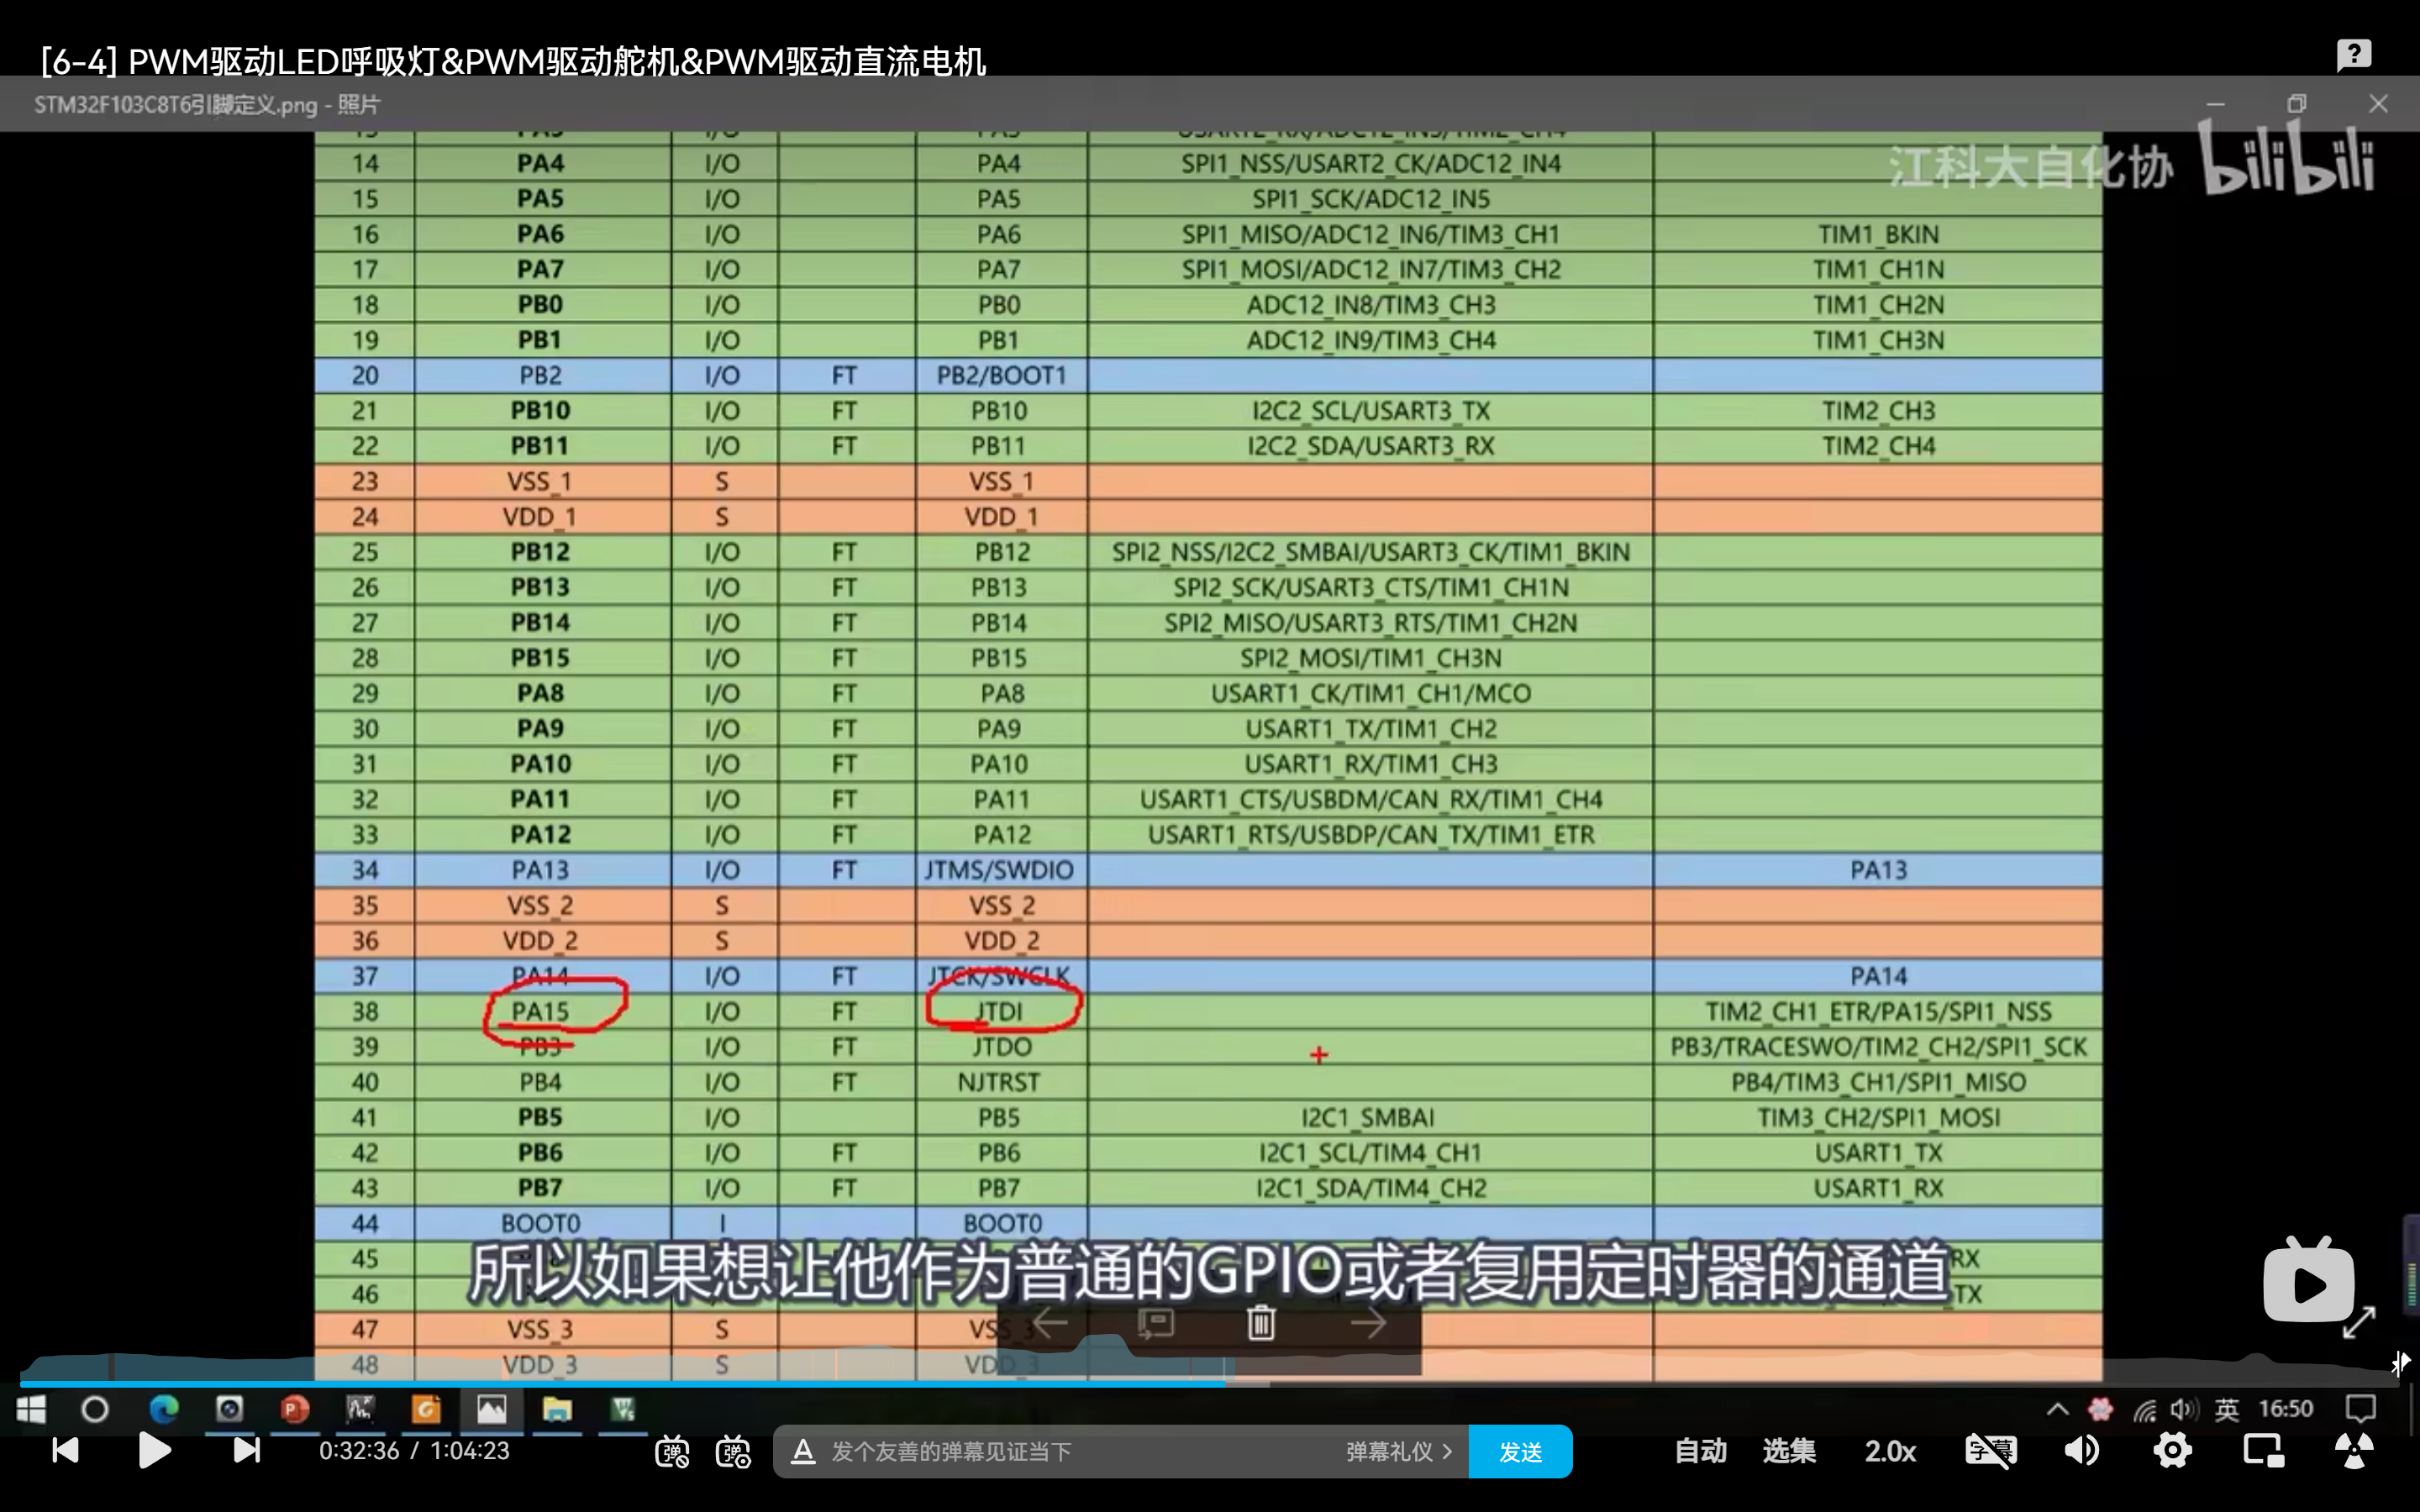 [6-4] PWM驱动LED呼吸灯&PWM驱动舵机&PWM驱动直流电机
STM32F103C8T6引脚定义.png - 照片
江科大自化协 bilibili
14 PA4 I/O PA4 SPI1_NSS/USART2_CK/ADC12_IN4
15 PA5 I/O PA5 SPI1_SCK/ADC12_IN5
16 PA6 I/O PA6 SPI1_MISO/ADC12_IN6/TIM3_CH1 TIM1_BKIN
17 PA7 I/O PA7 SPI1_MOSI/ADC12_IN7/TIM3_CH2 TIM1_CH1N
18 PB0 I/O PB0 ADC12_IN8/TIM3_CH3 TIM1_CH2N
19 PB1 I/O PB1 ADC12_IN9/TIM3_CH4 TIM1_CH3N
20 PB2 I/O FT PB2/BOOT1
21 PB10 I/O FT PB10 I2C2_SCL/USART3_TX TIM2_CH3
22 PB11 I/O FT PB11 I2C2_SDA/USART3_RX TIM2_CH4
23 VSS_1 S VSS_1
24 VDD_1 S VDD_1
25 PB12 I/O FT PB12 SPI2_NSS/I2C2_SMBAI/USART3_CK/TIM1_BKIN
26 PB13 I/O FT PB13 SPI2_SCK/USART3_CTS/TIM1_CH1N
27 PB14 I/O FT PB14 SPI2_MISO/USART3_RTS/TIM1_CH2N
28 PB15 I/O FT PB15 SPI2_MOSI/TIM1_CH3N
29 PA8 I/O FT PA8 USART1_CK/TIM1_CH1/MCO
30 PA9 I/O FT PA9 USART1_TX/TIM1_CH2
31 PA10 I/O FT PA10 USART1_RX/TIM1_CH3
32 PA11 I/O FT PA11 USART1_CTS/USBDM/CAN_RX/TIM1_CH4
33 PA12 I/O FT PA12 USART1_RTS/USBDP/CAN_TX/TIM1_ETR
34 PA13 I/O FT JTMS/SWDIO PA13
35 VSS_2 S VSS_2
36 VDD_2 S VDD_2
37 PA14 I/O FT JTCK/SWCLK PA14
38 PA15 I/O FT JTDI TIM2_CH1_ETR/PA15/SPI1_NSS
39 PB3 I/O FT JTDO PB3/TRACESWO/TIM2_CH2/SPI1_SCK
40 PB4 I/O FT NJTRST PB4/TIM3_CH1/SPI1_MISO
41 PB5 I/O PB5 I2C1_SMBAI TIM3_CH2/SPI1_MOSI
42 PB6 I/O FT PB6 I2C1_SCL/TIM4_CH1 USART1_TX
43 PB7 I/O FT PB7 I2C1_SDA/TIM4_CH2 USART1_RX
44 BOOT0 I BOOT0
45 RX
所以如果想让他作为普通的GPIO或者复用定时器的通道
46 TX
47 VSS_3 S VSS_3
48 VDD_3 S VDD_3
英 16:50
0:32:36 / 1:04:23 弹 弹 A 发个友善的弹幕见证当下 弹幕礼仪 > 发送 自动 选集 2.0x 字幕